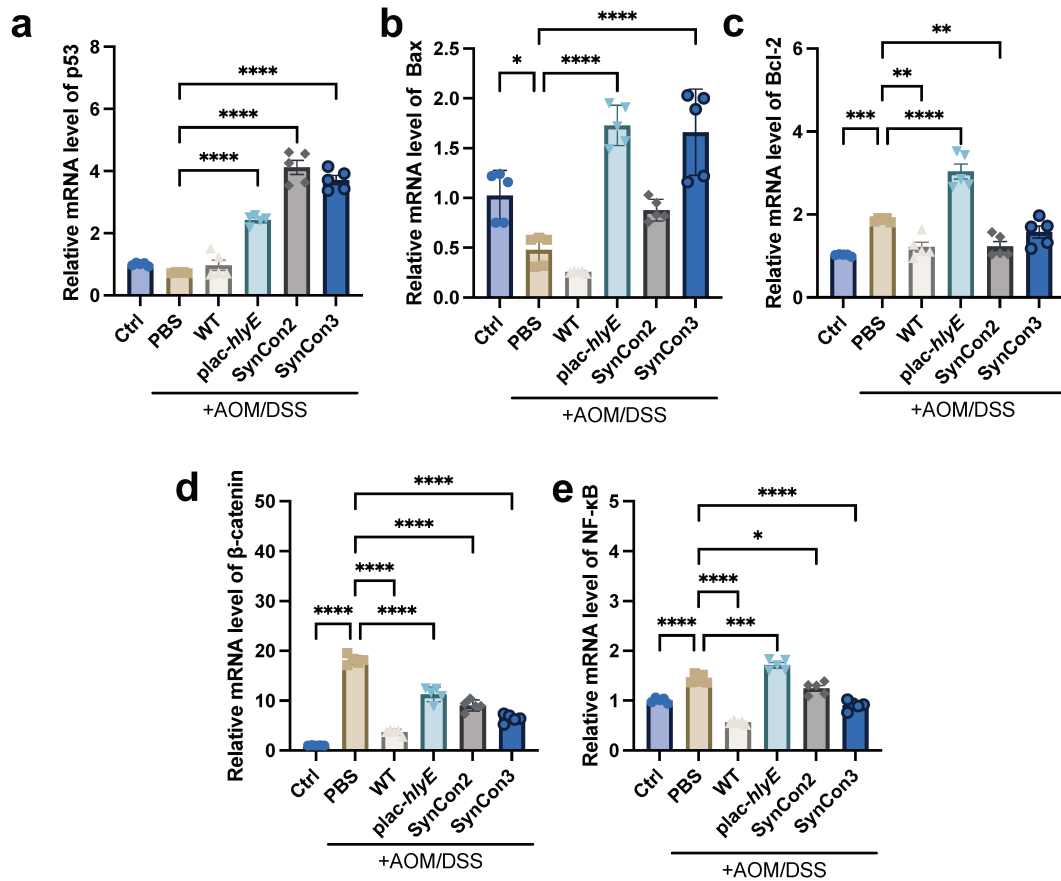 a
Relative mRNA level of p53
8
6
4
2
0
****
****
****
Ctrl
PBS
WT
plac-hlyE
SynCon2
SynCon3
+AOM/DSS
b
Relative mRNA level of Bax
2.5
2.0
1.5
1.0
0.5
0.0
****
*
****
Ctrl
PBS
WT
plac-hlyE
SynCon2
SynCon3
+AOM/DSS
c
Relative mRNA level of Bcl-2
6
4
2
0
**
**
***
****
Ctrl
PBS
WT
plac-hlyE
SynCon2
SynCon3
+AOM/DSS
d
Relative mRNA level of β-catenin
50
40
30
20
10
0
****
****
****
****
****
Ctrl
PBS
WT
plac-hlyE
SynCon2
SynCon3
+AOM/DSS
e
Relative mRNA level of NF-κB
5
4
3
2
1
0
****
*
****
****
***
Ctrl
PBS
WT
plac-hlyE
SynCon2
SynCon3
+AOM/DSS